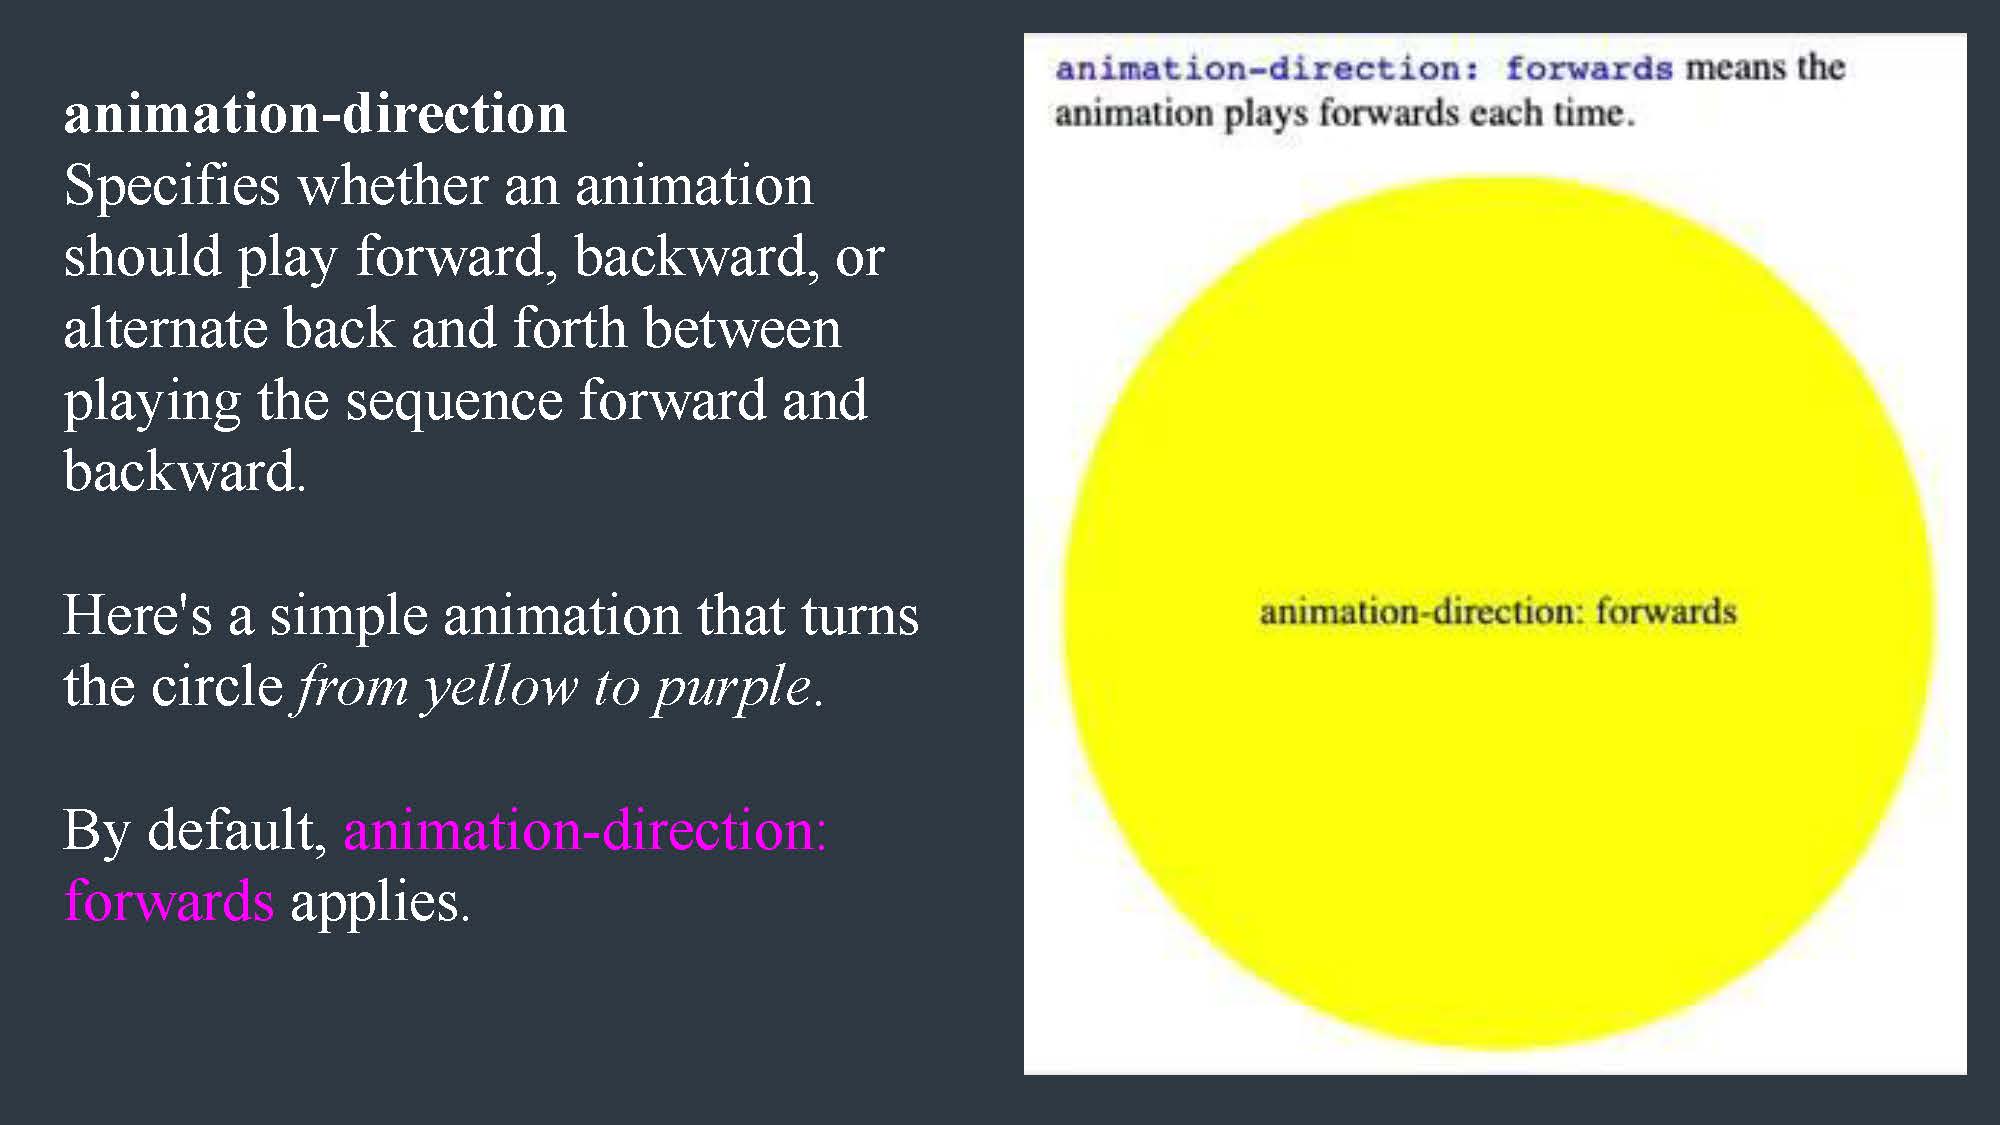 animation-direction
Specifies whether an animation
should play forward, backward, or
alternate back and forth between
playing the sequence forward and
backward.
Here's a simple animation that turns
the circle from yellow to purple.
By default, animation-direction:
forwards applies.
animation-direction: forwards means the
animation plays forwards each time.
animation-direction: forwards